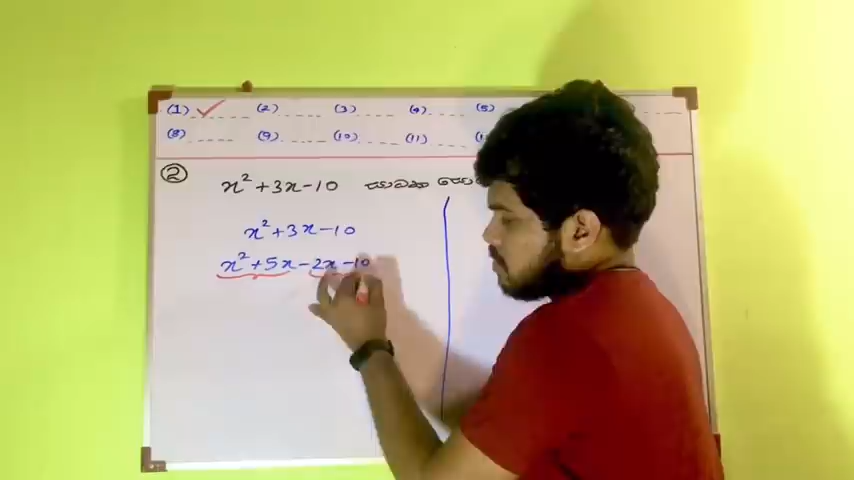 (1) ✓ (2) (3) (4) (5)
(8) (9) (10) (11)
② x² + 3x - 10 සාධක
x² + 3x - 10
x² + 5x - 2x - 10